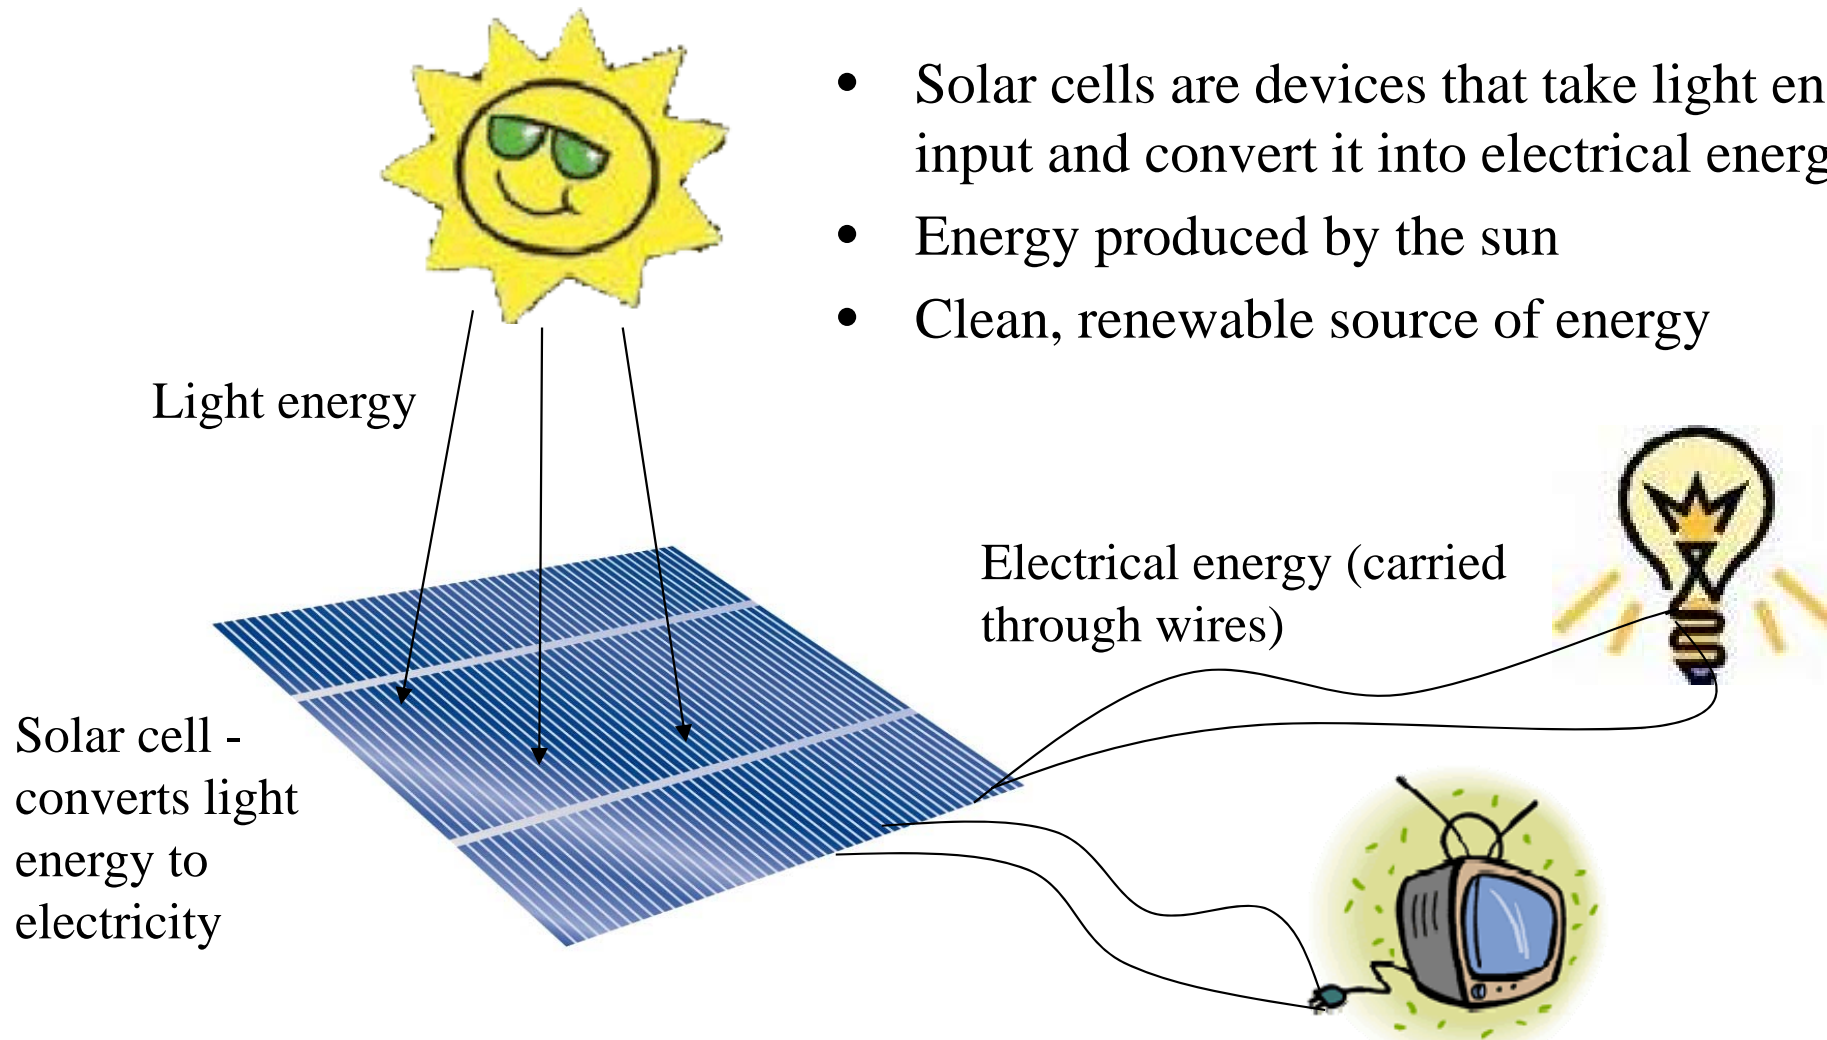 • Solar cells are devices that take light en
input and convert it into electrical energ
• Energy produced by the sun
• Clean, renewable source of energy
Light energy
Electrical energy (carried
through wires)
Solar cell -
converts light
energy to
electricity